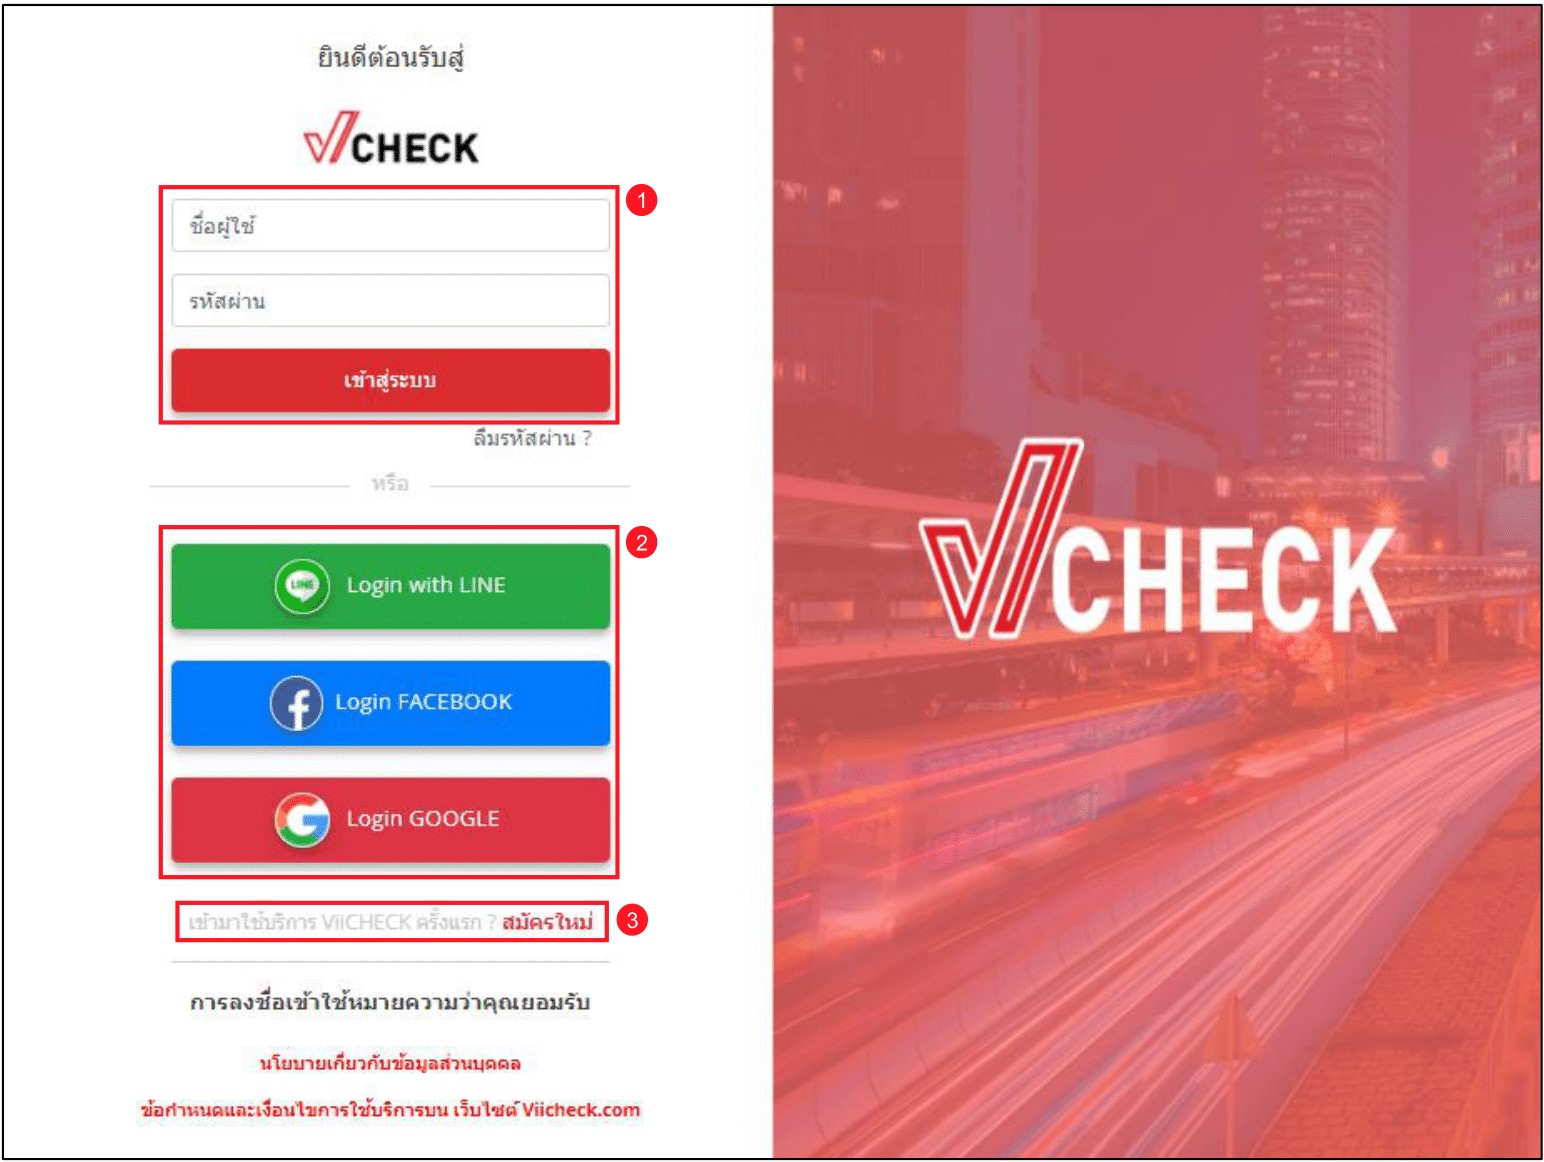 ยินดีต้อนรับสู่
ViCHECK
1
ชื่อผู้ใช้
รหัสผ่าน
เข้าสู่ระบบ
ลืมรหัสผ่าน ?
หรือ
2
LINE
Login with LINE
Login FACEBOOK
Login GOOGLE
เข้ามาใช้บริการ ViiCHECK ครั้งแรก ? สมัครใหม่
3
การลงชื่อเข้าใช้หมายความว่าคุณยอมรับ
นโยบายเกี่ยวกับข้อมูลส่วนบุคคล
ข้อกำหนดและเงื่อนไขการใช้บริการบน เว็บไซต์ Viicheck.com
ViCHECK